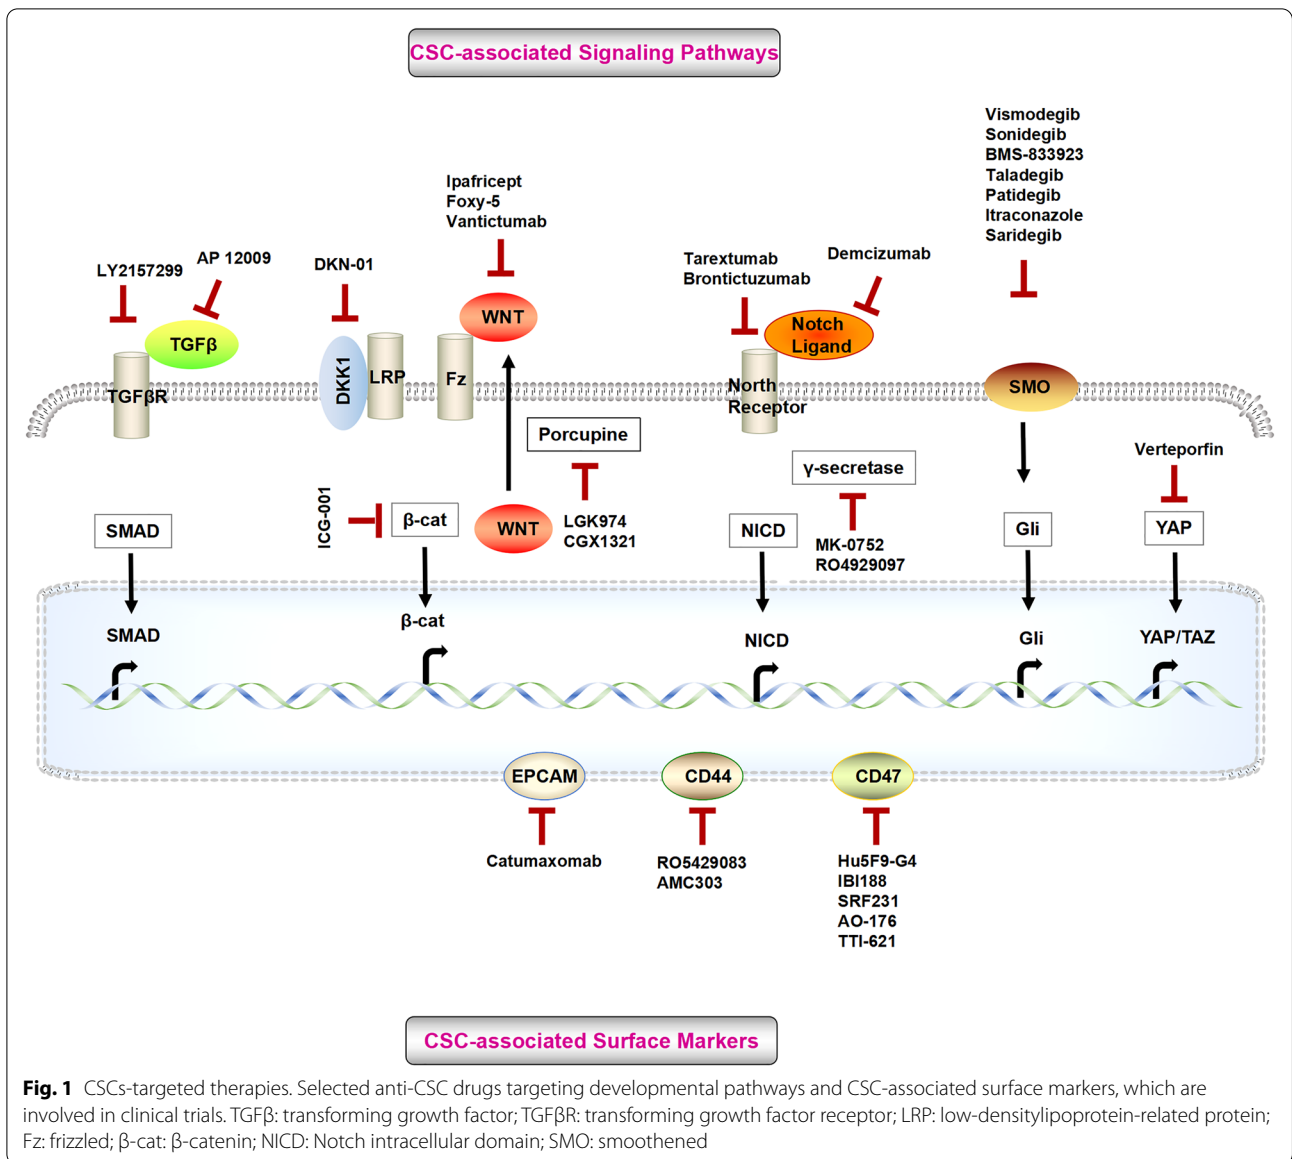 CSC-associated Signaling Pathways
Vismodegib
Sonidegib
BMS-833923
Taladegib
Patidegib
Itraconazole
Saridegib
Ipafricept
Foxy-5
Vantictumab
LY2157299
AP 12009
DKN-01
Tarextumab
Brontictuzumab
Demcizumab
TGFβ
WNT
Notch
Ligand
TGFβR
DKK1
LRP
Fz
North
Receptor
SMO
Porcupine
γ-secretase
Verteporfin
SMAD
ICG-001
β-cat
WNT
LGK974
CGX1321
NICD
MK-0752
RO4929097
Gli
YAP
SMAD
β-cat
NICD
Gli
YAP/TAZ
EPCAM
CD44
CD47
Catumaxomab
RO5429083
AMC303
Hu5F9-G4
IBI188
SRF231
AO-176
TTI-621
CSC-associated Surface Markers
Fig. 1 CSCs-targeted therapies. Selected anti-CSC drugs targeting developmental pathways and CSC-associated surface markers, which are
involved in clinical trials. TGFβ: transforming growth factor; TGFβR: transforming growth factor receptor; LRP: low-densitylipoprotein-related protein;
Fz: frizzled; β-cat: β-catenin; NICD: Notch intracellular domain; SMO: smoothened